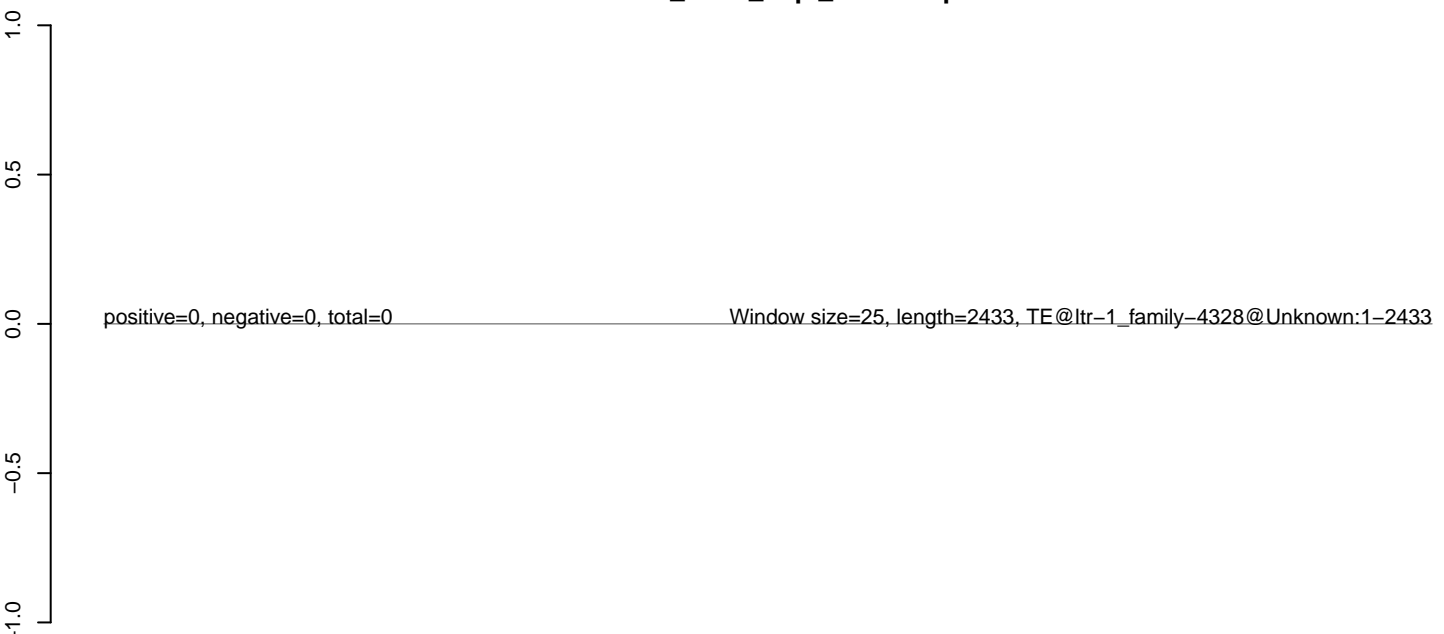 1.0
0.5
positive=0, negative=0, total=0
Window size=25, length=2433, TE@ltr−1_family−4328@Unknown:1−2433
0.0
−0.5
−1.0